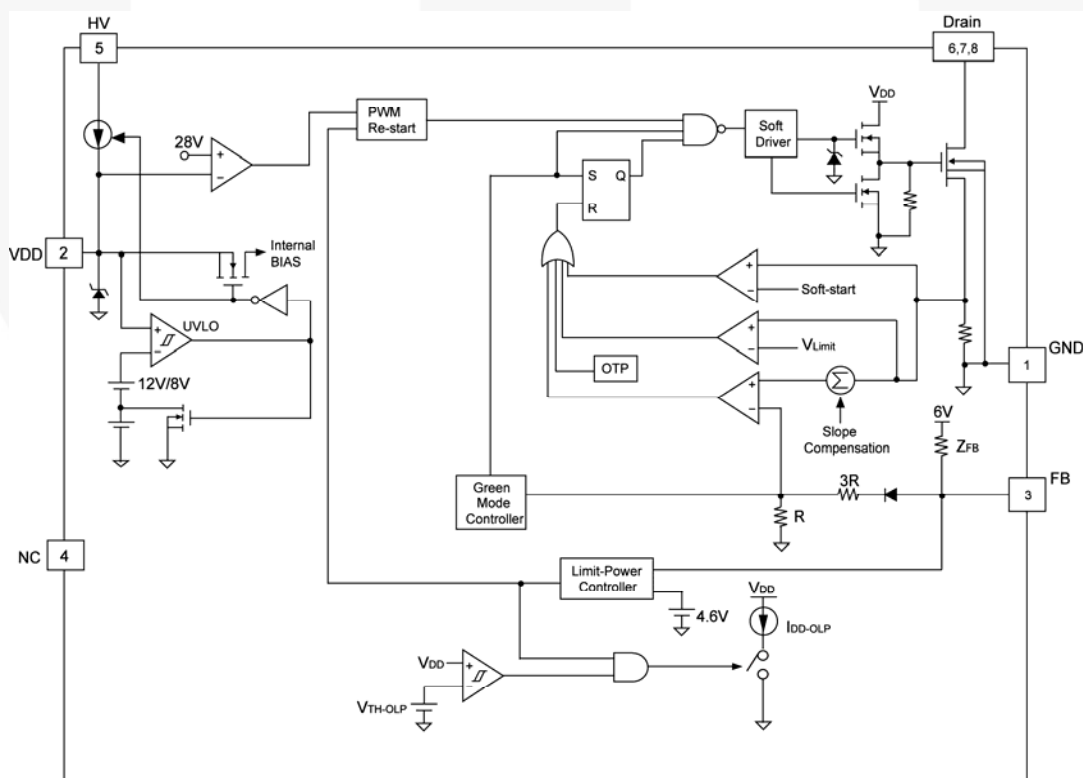 HV
5
Drain
6,7,8
28V
+
−
PWM
Re-start
VDD
Soft
Driver
S Q
R
VDD
2
Internal
BIAS
+
−
UVLO
12V/8V
+
−
Soft-start
+
−
VLimit
OTP
+
−
Σ
Slope
Compensation
GND
1
6V
ZFB
FB
3
3R
R
Green
Mode
Controller
NC
4
Limit-Power
Controller
4.6V
VDD
IDD-OLP
VDD
+
−
VTH-OLP